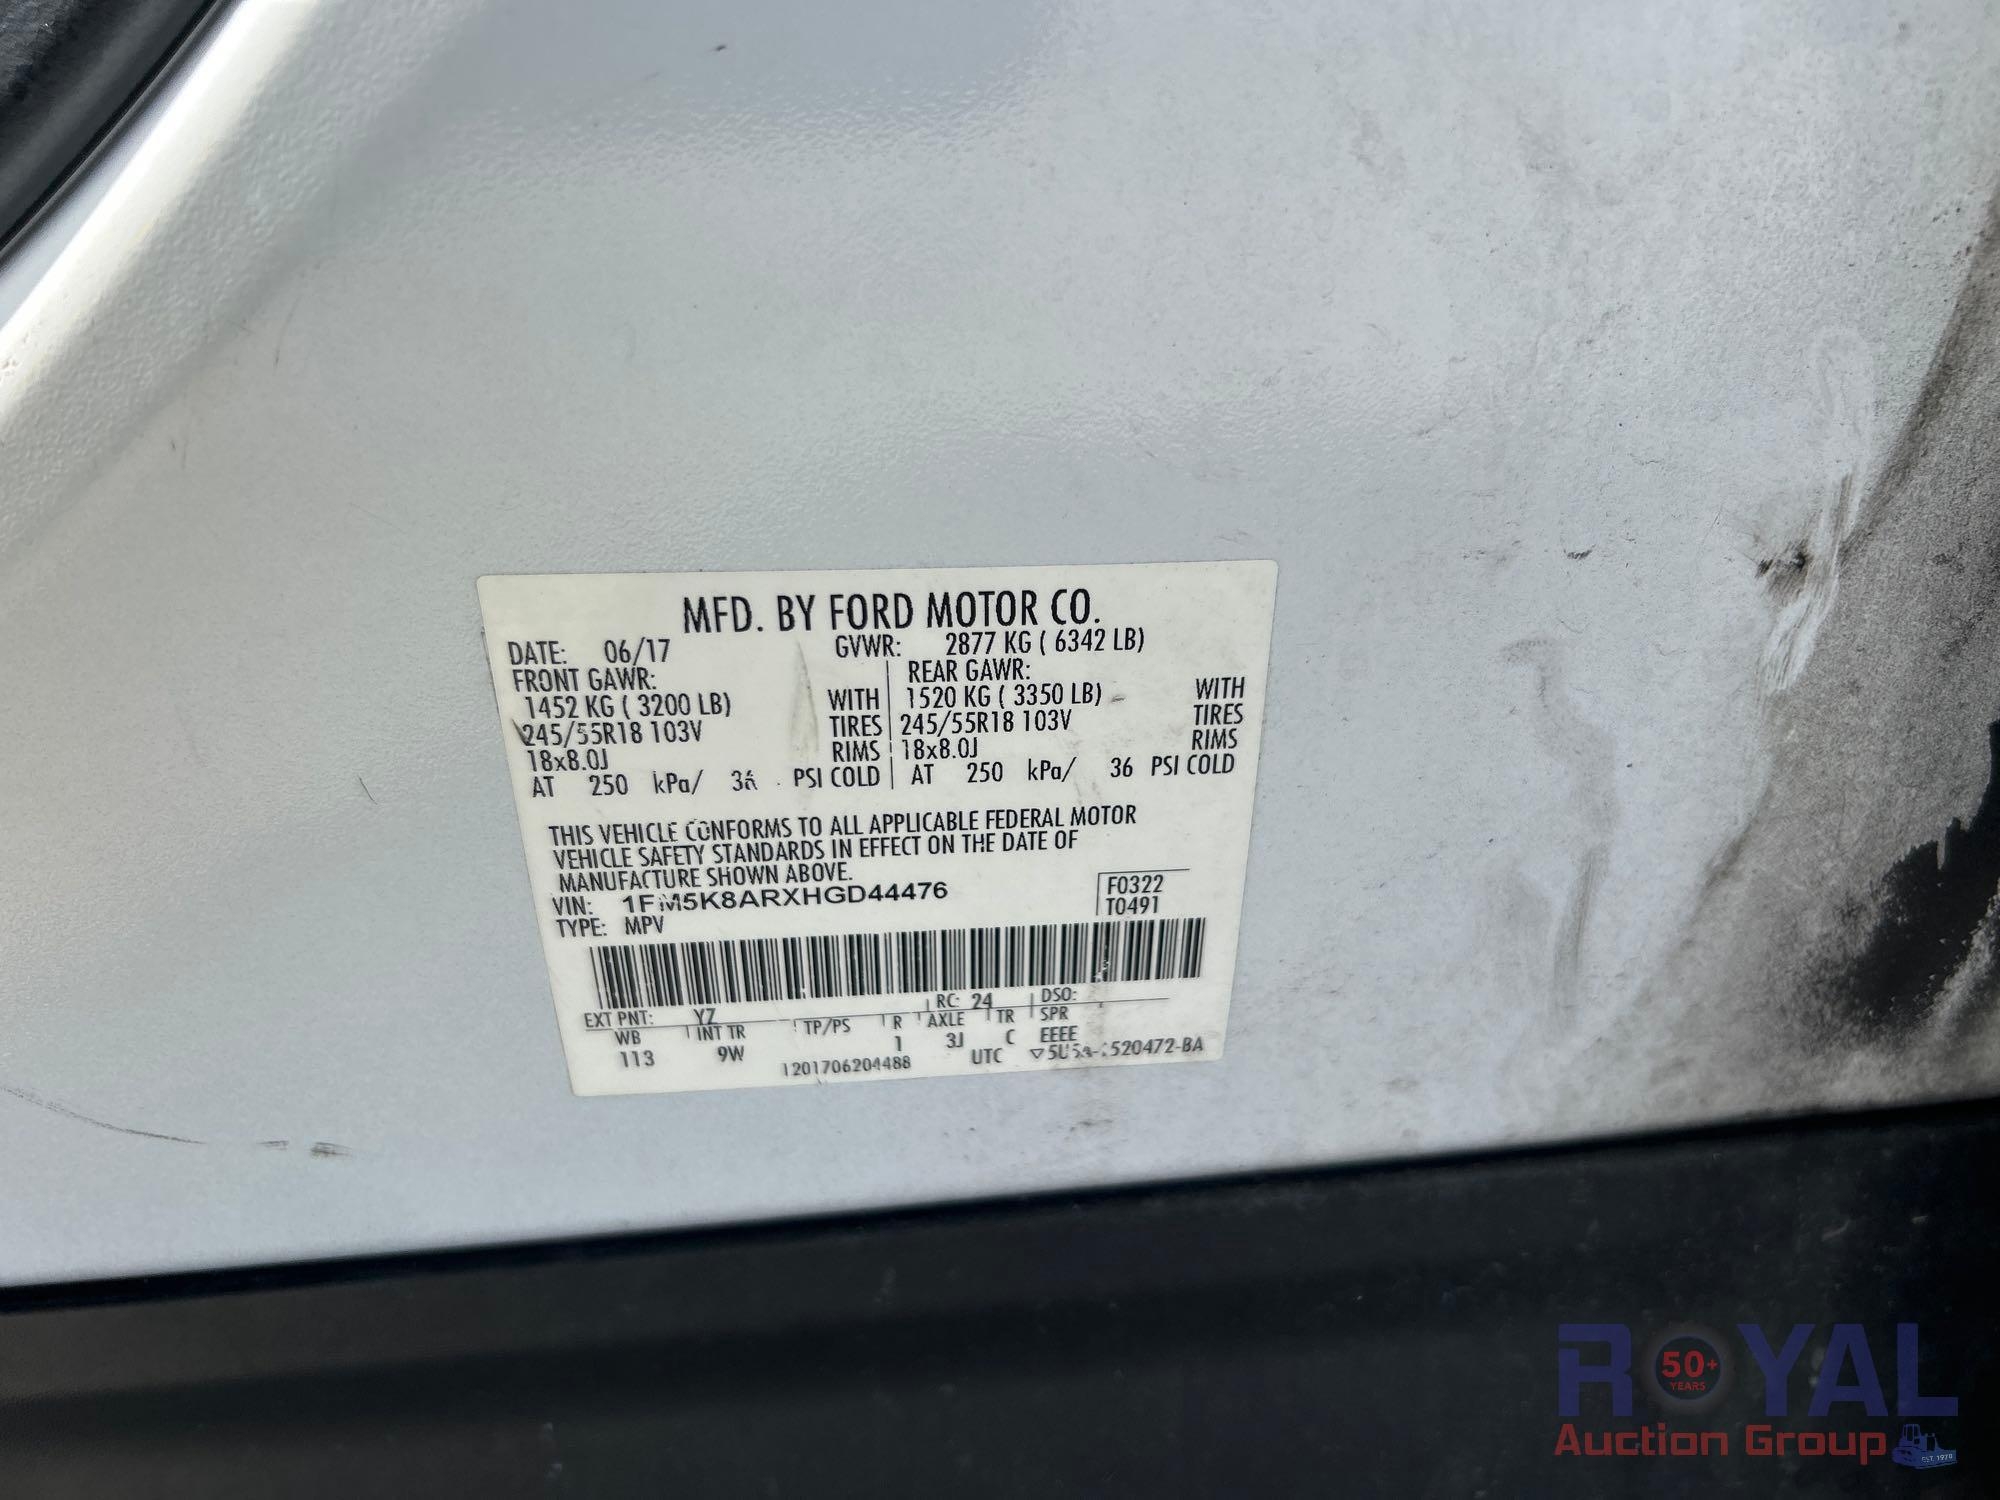 MFD. BY FORD MOTOR CO.
DATE: 06/17 GVWR: 2877 KG ( 6342 LB)
FRONT GAWR: REAR GAWR:
1452 KG ( 3200 LB) WITH 1520 KG ( 3350 LB) WITH
245/55R18 103V TIRES 245/55R18 103V TIRES
18x8.0J RIMS 18x8.0J RIMS
AT 250 kPa/ 36 PSI COLD AT 250 kPa/ 36 PSI COLD
THIS VEHICLE CONFORMS TO ALL APPLICABLE FEDERAL MOTOR
VEHICLE SAFETY STANDARDS IN EFFECT ON THE DATE OF
MANUFACTURE SHOWN ABOVE.
VIN: 1FM5K8ARXHGD44476 F0322
TYPE: MPV T0491
EXT PNT: YZ RC: 24 DSO:
WB INT TR TP/PS R AXLE TR SPR
113 9W 1 3J C EEEE
1201706204488 UTC
ROYAL
50+
YEARS
Auction Group
EST. 1970